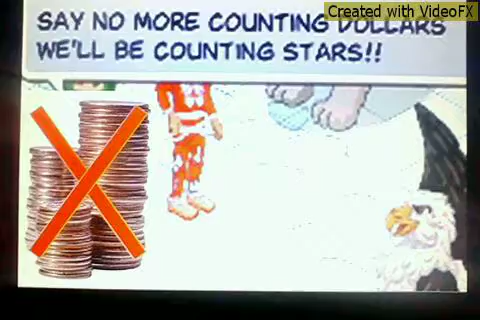 Created with VideoFX
SAY NO MORE COUNTING DOLLARS
WE'LL BE COUNTING STARS!!